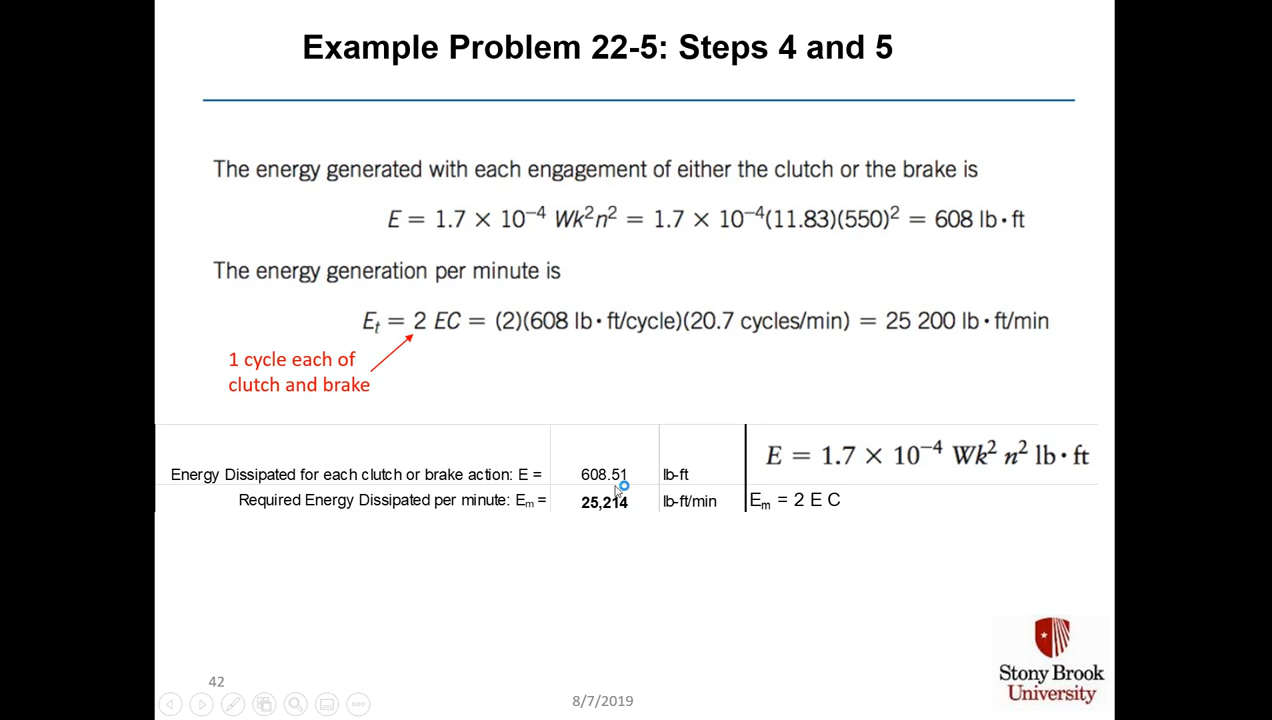 Example Problem 22-5: Steps 4 and 5
The energy generated with each engagement of either the clutch or the brake is
E = 1.7 × 10⁻⁴ Wk²n² = 1.7 × 10⁻⁴(11.83)(550)² = 608 lb·ft
The energy generation per minute is
Eₜ = 2 EC = (2)(608 lb·ft/cycle)(20.7 cycles/min) = 25 200 lb·ft/min
1 cycle each of
clutch and brake
Energy Dissipated for each clutch or brake action: E = 608.51 lb-ft E = 1.7 × 10⁻⁴ Wk² n² lb·ft
Required Energy Dissipated per minute: Eₘ = 25,214 lb-ft/min Eₘ = 2 E C
Stony Brook
University
42
8/7/2019